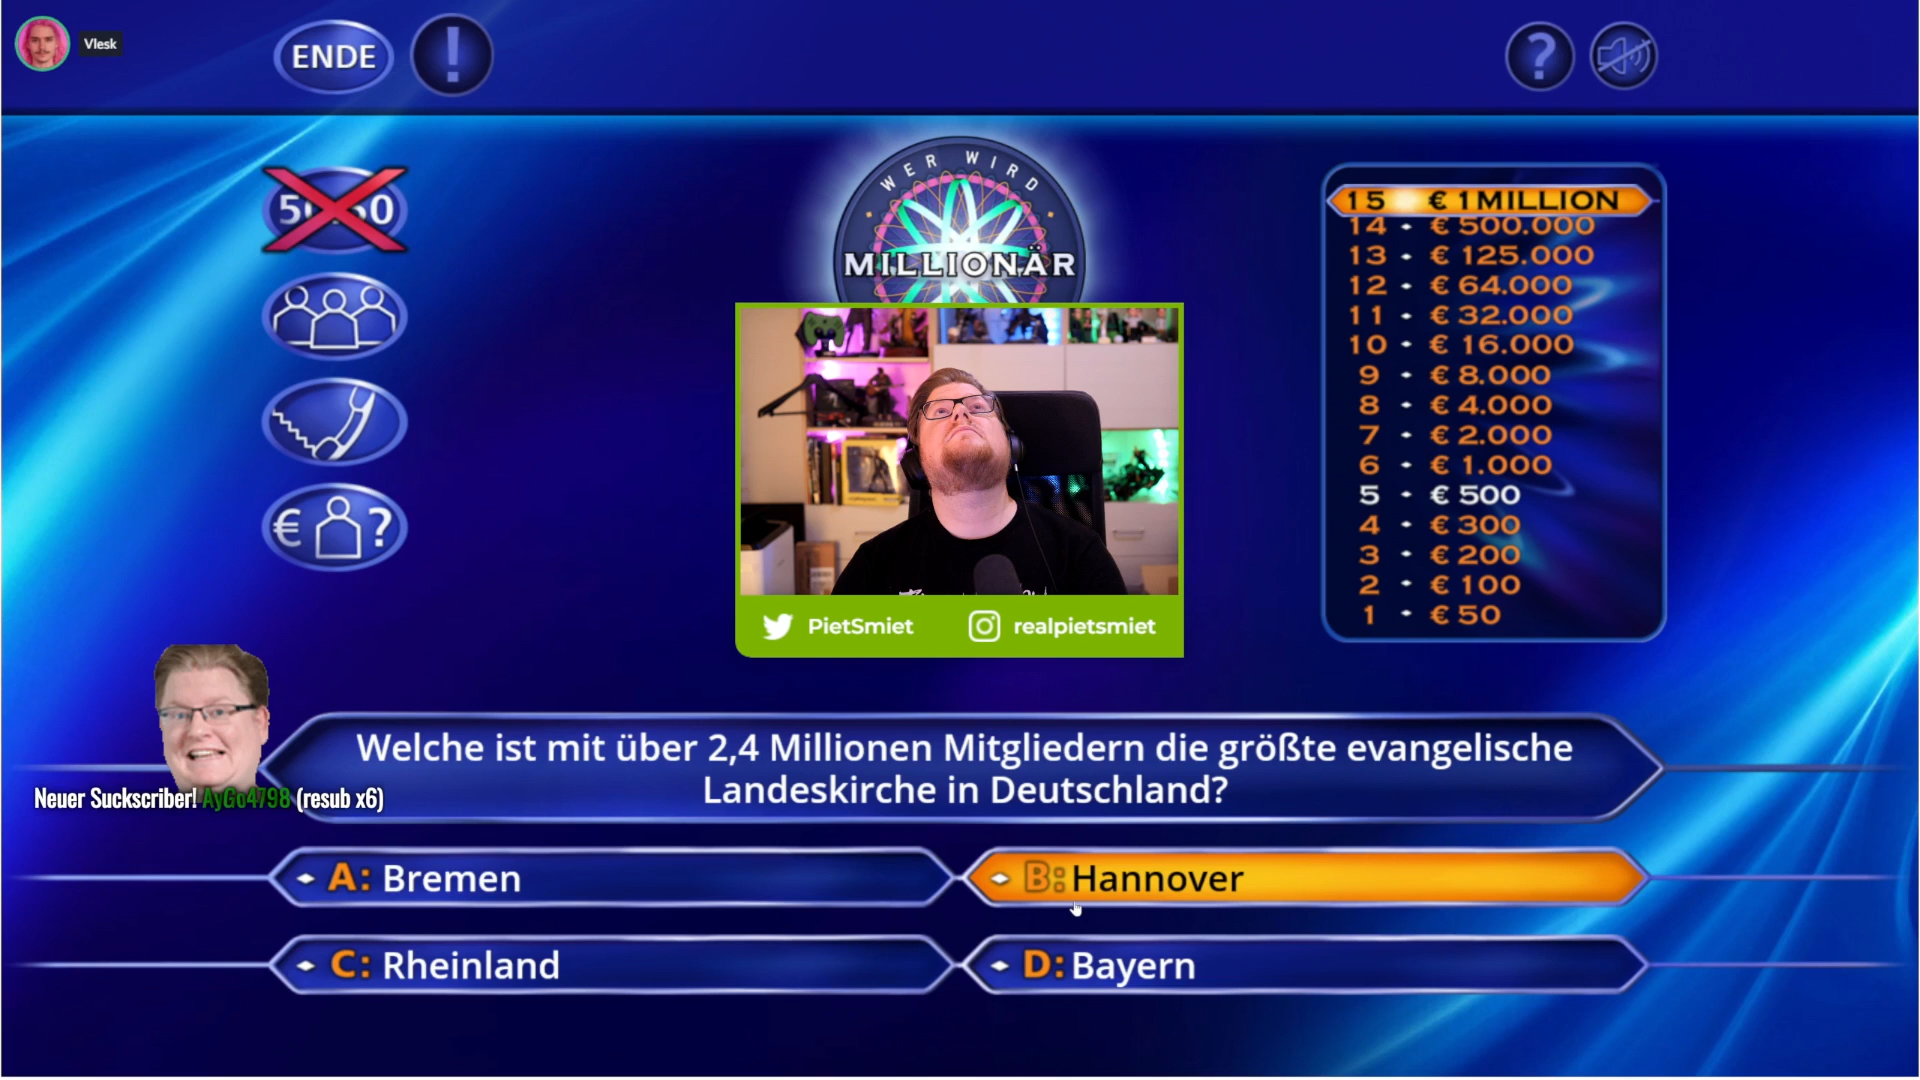 Vlesk
ENDE
!
?
50:50
€ ?
WER WIRD
MILLIONÄR
15 € 1 MILLION
14 € 500.000
13 € 125.000
12 € 64.000
11 € 32.000
10 € 16.000
9 € 8.000
8 € 4.000
7 € 2.000
6 € 1.000
5 € 500
4 € 300
3 € 200
2 € 100
1 € 50
PietSmiet
realpietsmiet
Welche ist mit über 2,4 Millionen Mitgliedern die größte evangelische
Landeskirche in Deutschland?
Neuer Suckscriber! AyGo4798 (resub x6)
A: Bremen
B: Hannover
C: Rheinland
D: Bayern